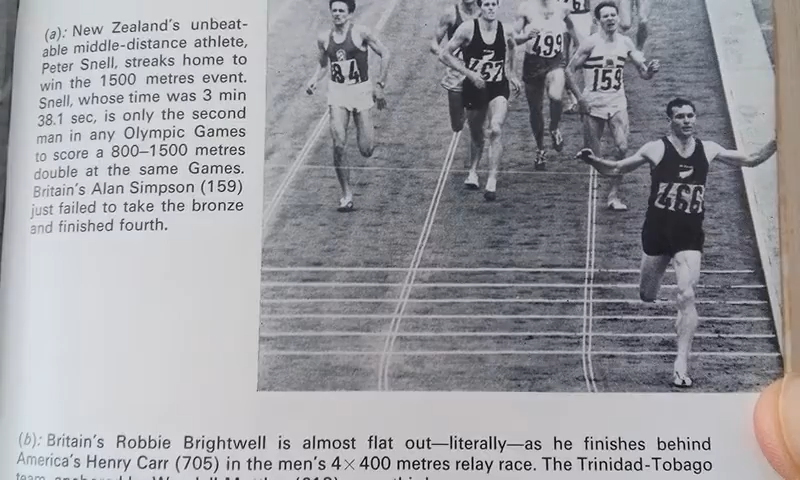 (a): New Zealand's unbeat-
able middle-distance athlete,
Peter Snell, streaks home to
win the 1500 metres event.
Snell, whose time was 3 min
38.1 sec, is only the second
man in any Olympic Games
to score a 800–1500 metres
double at the same Games.
Britain's Alan Simpson (159)
just failed to take the bronze
and finished fourth.
84
467
499
61
159
466
(b): Britain's Robbie Brightwell is almost flat out—literally—as he finishes behind
America's Henry Carr (705) in the men's 4×400 metres relay race. The Trinidad-Tobago